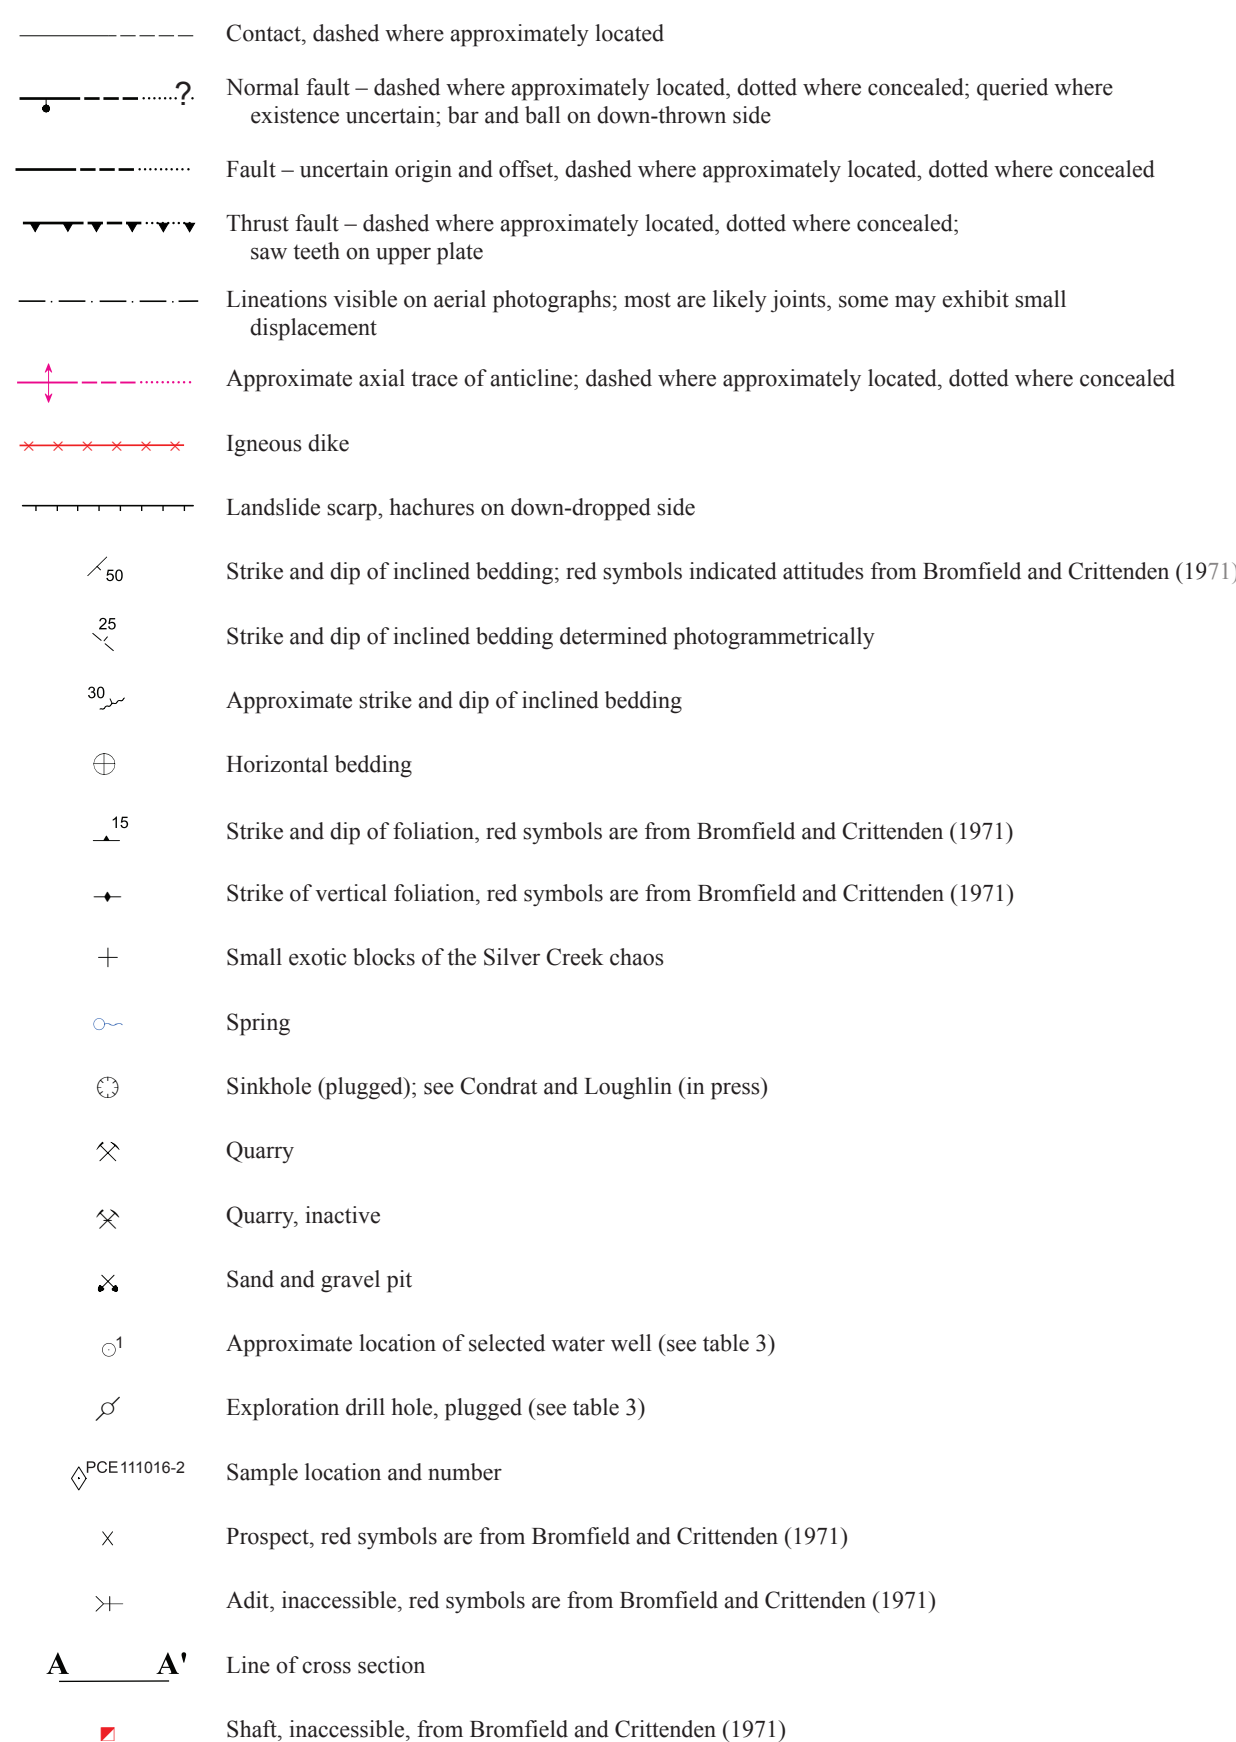 Contact, dashed where approximately located
?
Normal fault – dashed where approximately located, dotted where concealed; queried where
existence uncertain; bar and ball on down-thrown side
Fault – uncertain origin and offset, dashed where approximately located, dotted where concealed
Thrust fault – dashed where approximately located, dotted where concealed;
saw teeth on upper plate
Lineations visible on aerial photographs; most are likely joints, some may exhibit small
displacement
Approximate axial trace of anticline; dashed where approximately located, dotted where concealed
Igneous dike
Landslide scarp, hachures on down-dropped side
50 Strike and dip of inclined bedding; red symbols indicated attitudes from Bromfield and Crittenden (1971)
25 Strike and dip of inclined bedding determined photogrammetrically
30 Approximate strike and dip of inclined bedding
Horizontal bedding
15 Strike and dip of foliation, red symbols are from Bromfield and Crittenden (1971)
Strike of vertical foliation, red symbols are from Bromfield and Crittenden (1971)
Small exotic blocks of the Silver Creek chaos
Spring
Sinkhole (plugged); see Condrat and Loughlin (in press)
Quarry
Quarry, inactive
Sand and gravel pit
1 Approximate location of selected water well (see table 3)
Exploration drill hole, plugged (see table 3)
PCE111016-2 Sample location and number
Prospect, red symbols are from Bromfield and Crittenden (1971)
Adit, inaccessible, red symbols are from Bromfield and Crittenden (1971)
A A' Line of cross section
Shaft, inaccessible, from Bromfield and Crittenden (1971)